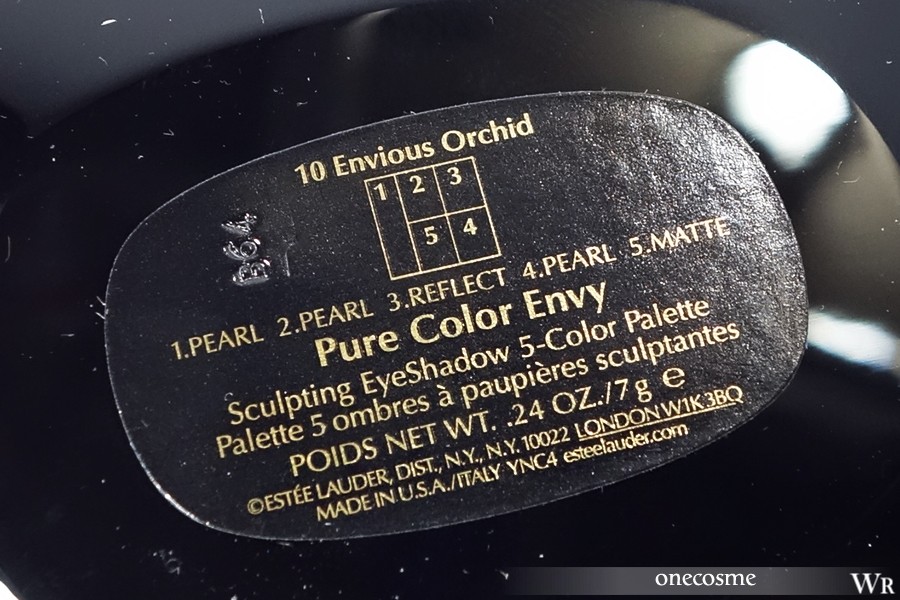 10 Envious Orchid
1 2 3
5 4
B64
1.PEARL 2.PEARL 3.REFLECT 4.PEARL 5.MATTE
Pure Color Envy
Sculpting EyeShadow 5-Color Palette
Palette 5 ombres à paupières sculptantes
POIDS NET WT. .24 OZ./7g ℮
©ESTÉE LAUDER, DIST., N.Y., N.Y. 10022 LONDON W1K 3BQ
MADE IN U.S.A./ITALY YNC4 esteelauder.com
onecosme
WR